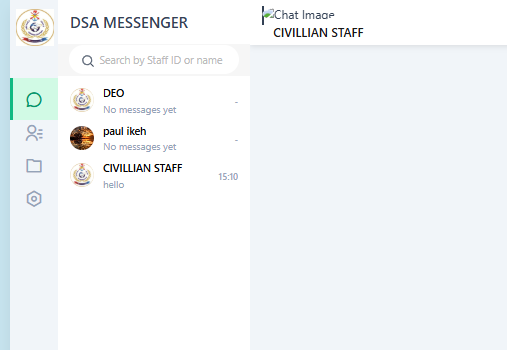 DSA MESSENGER
Search by Staff ID or name
DEO
No messages yet
-
paul ikeh
No messages yet
-
CIVILLIAN STAFF
hello
15:10
Chat Image
CIVILLIAN STAFF